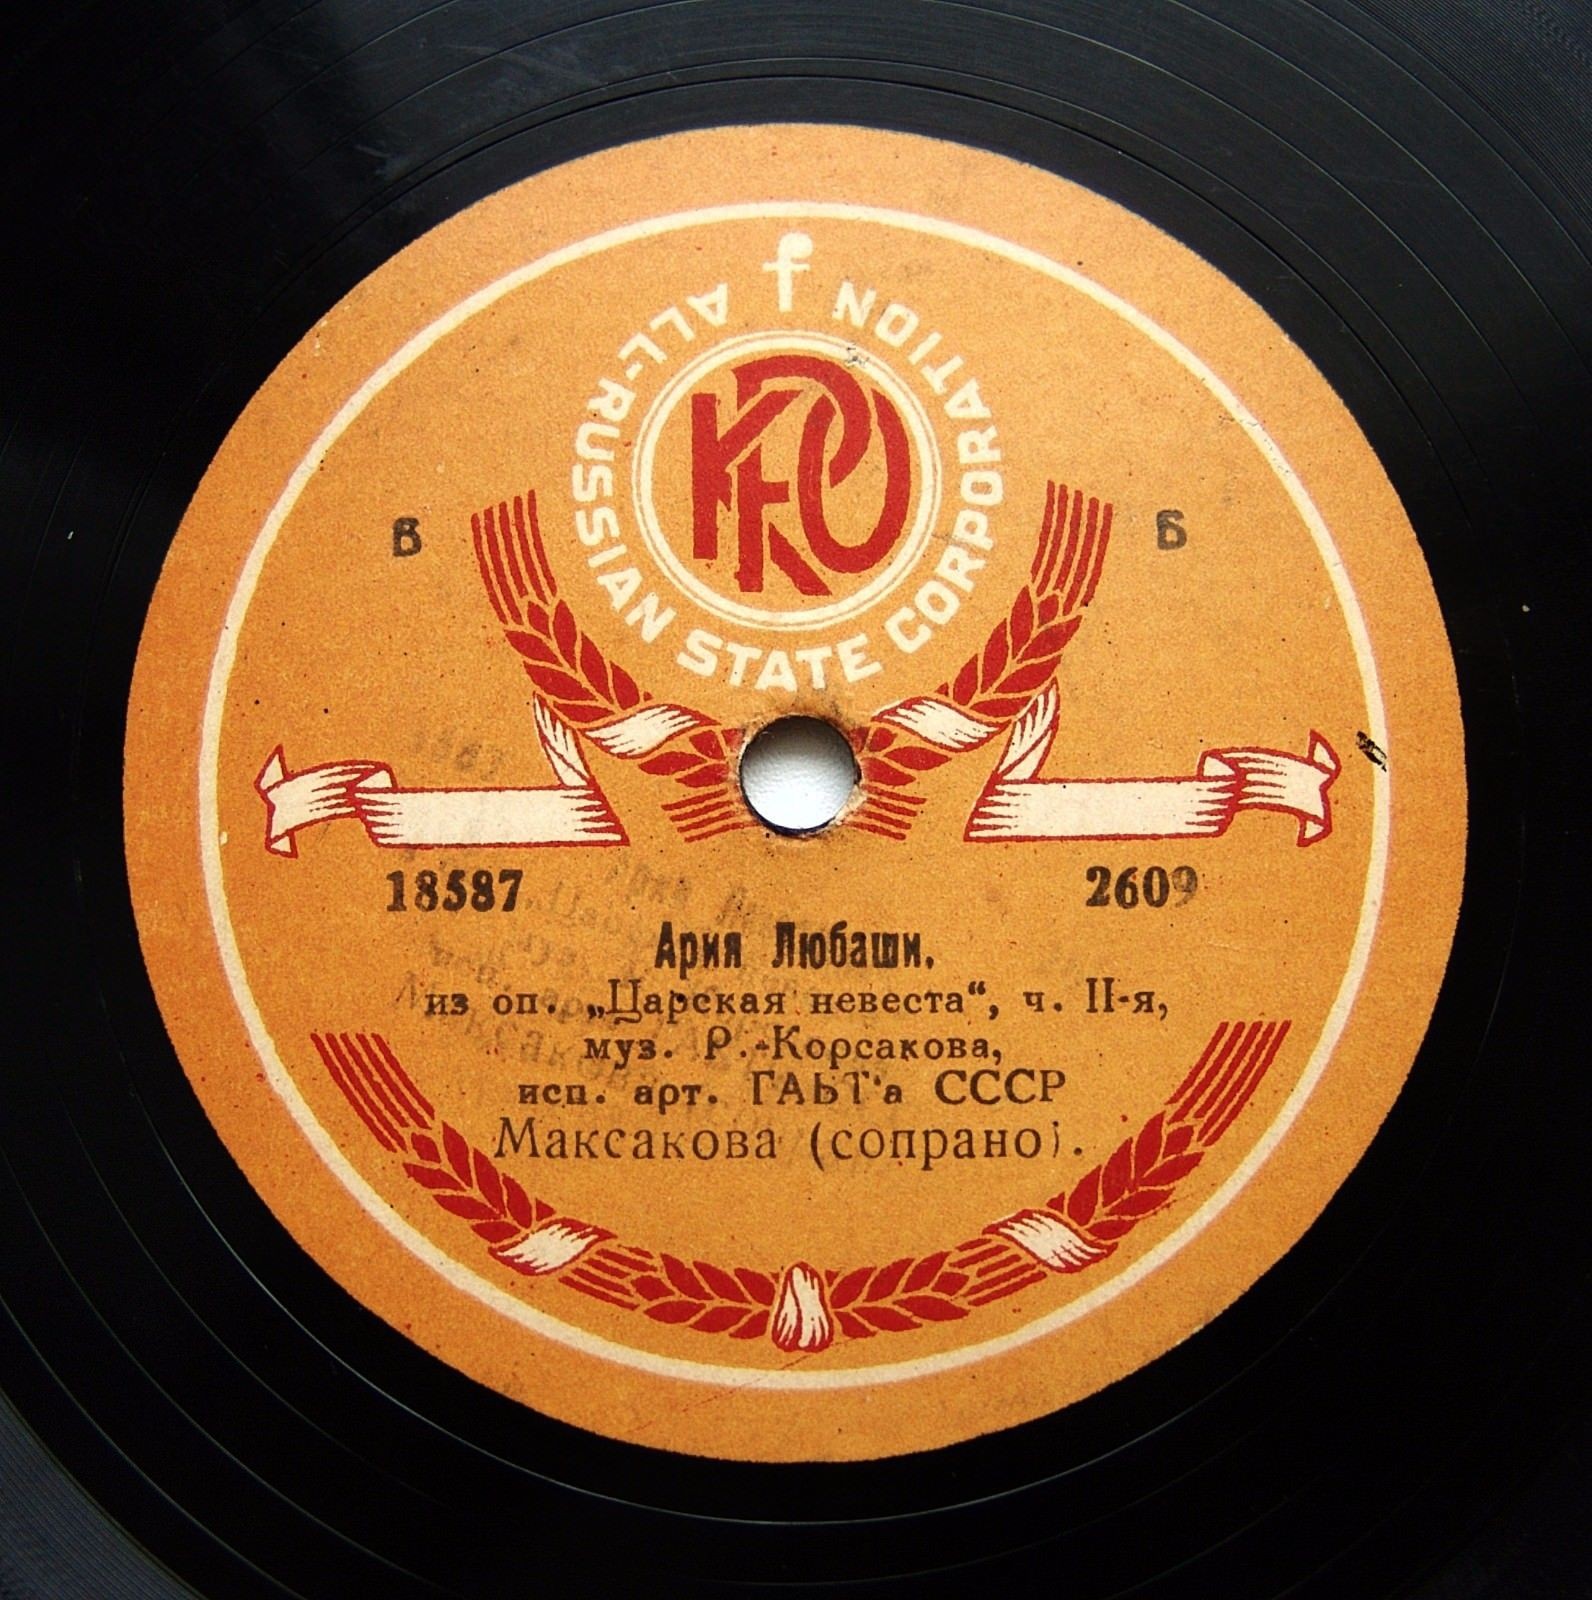 f
ALL-RUSSIAN STATE CORPORATION
Б Б
18587 2609
Ария Любаши.
из оп. „Царская невеста“, ч. II-я,
муз. Р.-Корсакова,
исп. арт. ГАБТ'а СССР
Максакова (сопрано).